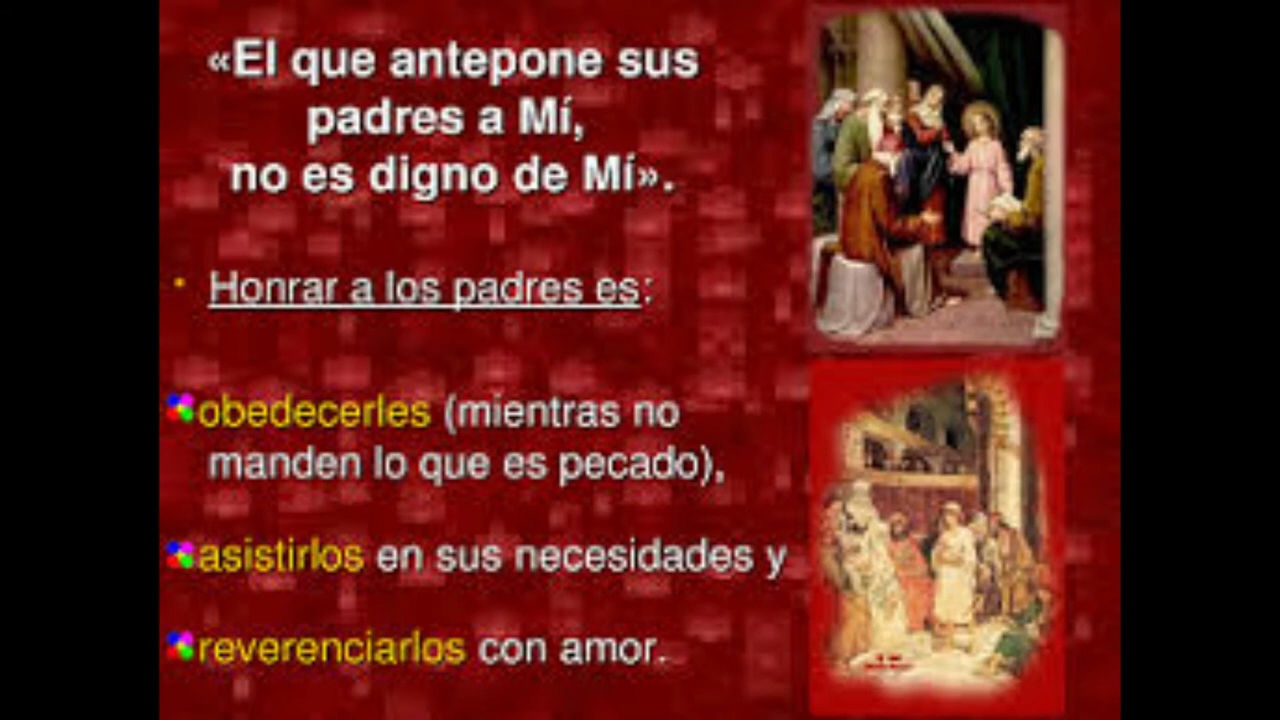 «El que antepone sus
padres a Mí,
no es digno de Mí».
Honrar a los padres es:
obedecerles (mientras no
manden lo que es pecado),
asistirlos en sus necesidades y
reverenciarlos con amor.